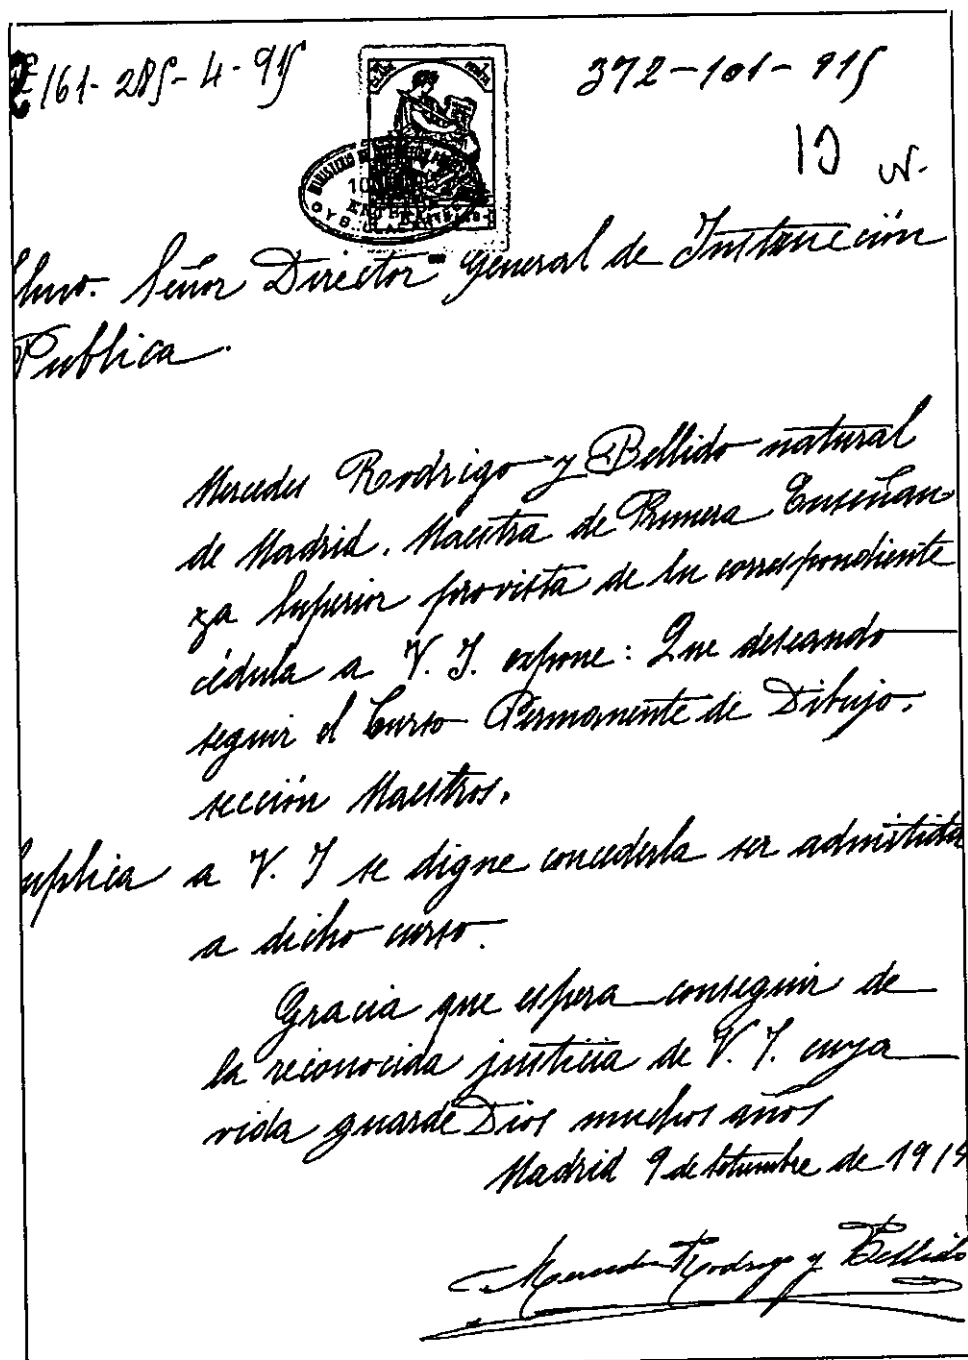 161-285-4-915
372-101-915
10
Ilmo. Señor Director General de Instrucción
Publica.
Mercedes Rodrigo y Bellido natural
de Madrid. Maestra de Primera Enseñan
za Superior provista de su correspondiente
cédula a V. I. expone: Que deseando
seguir el Curso Permanente de Dibujo.
sección Maestros.
Suplica a V. I se digne concederla ser admitida
a dicho curso.
Gracia que espera conseguir de
la reconocida justicia de V. I. cuya
vida guarde Dios muchos años
Madrid 9 de Setiembre de 191
Mercedes Rodrigo y Bellido